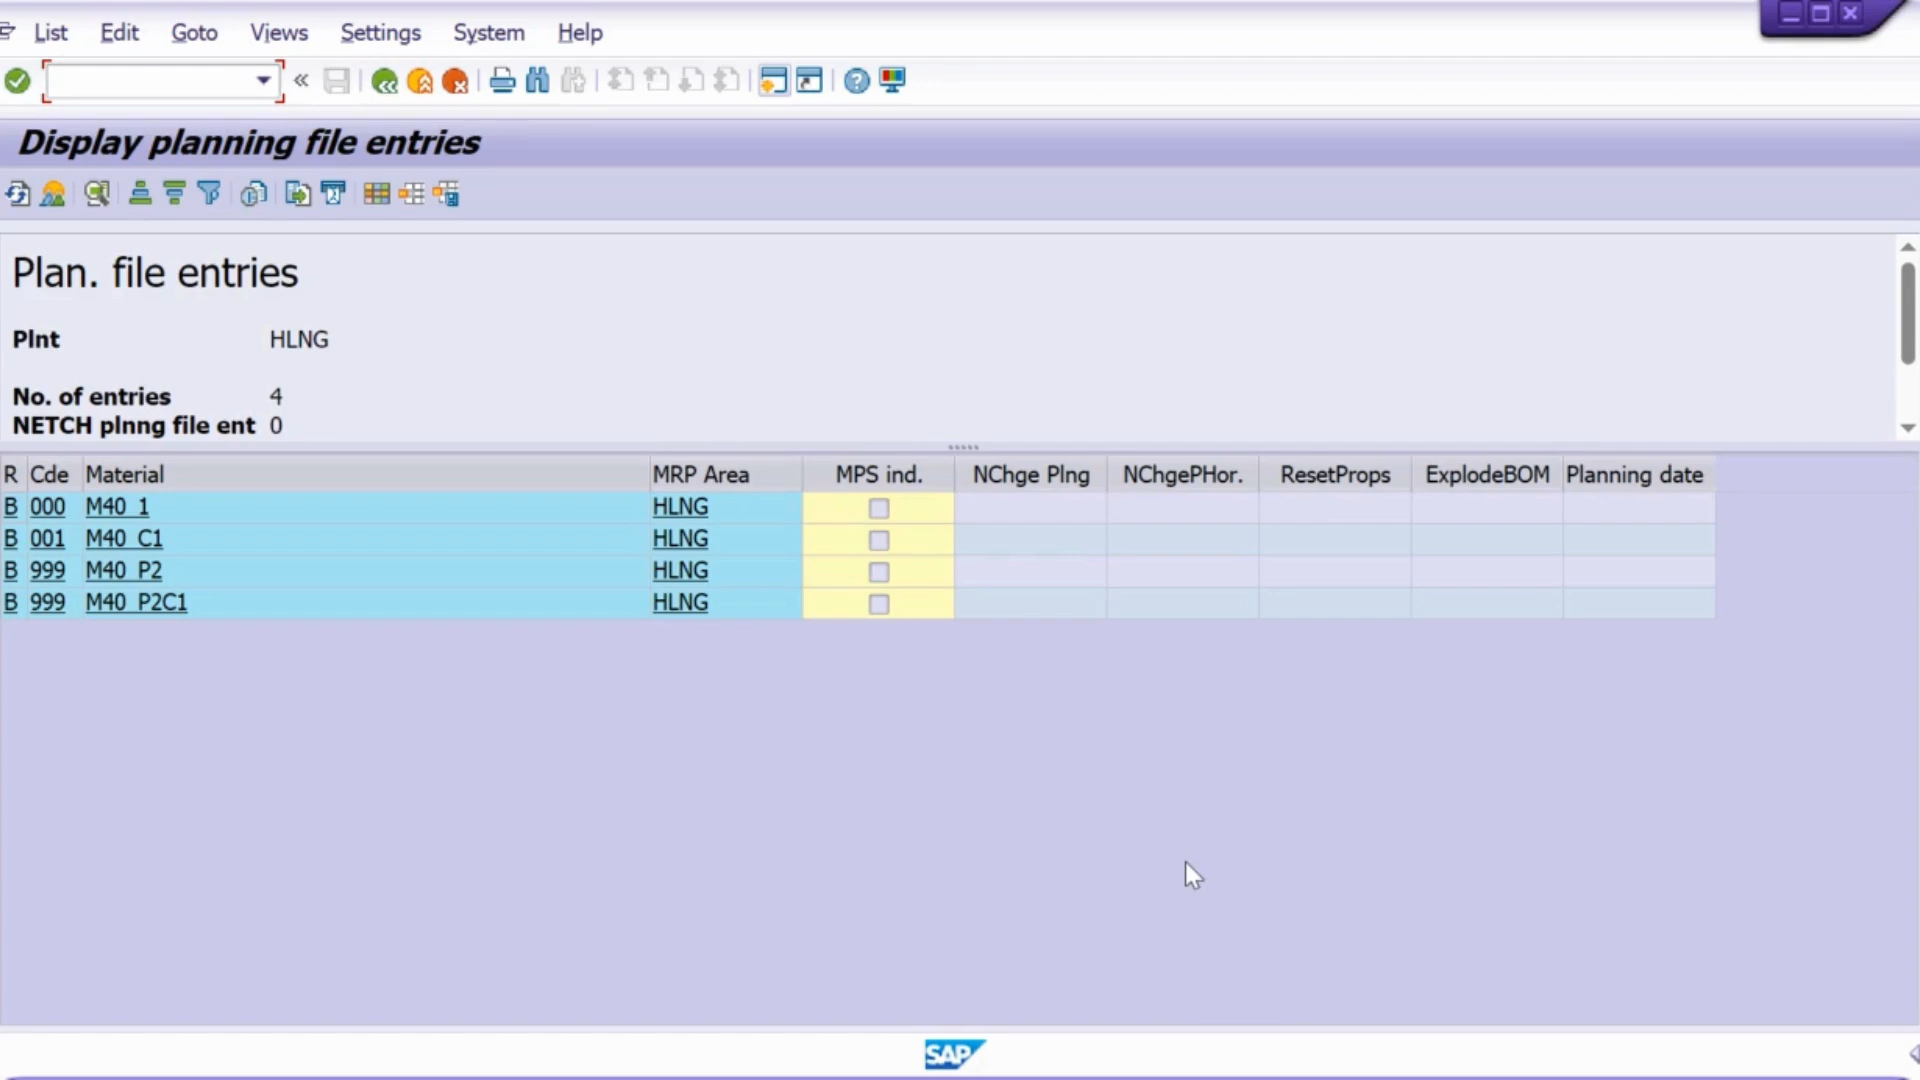 List Edit Goto Views Settings System Help
Display planning file entries
Plan. file entries
Plnt HLNG
No. of entries 4
NETCH plnng file ent 0
R Cde Material MRP Area MPS ind. NChge Plng NChgePHor. ResetProps ExplodeBOM Planning date
B 000 M40_1 HLNG
B 001 M40_C1 HLNG
B 999 M40_P2 HLNG
B 999 M40_P2C1 HLNG
SAP